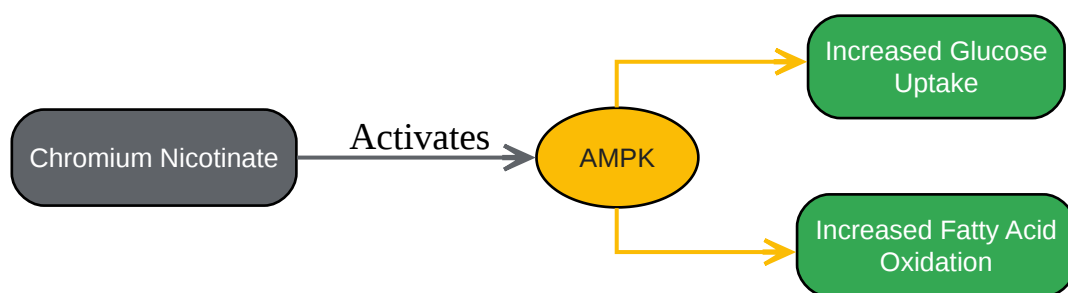 Increased Glucose
Uptake
Chromium Nicotinate
Activates
AMPK
Increased Fatty Acid
Oxidation